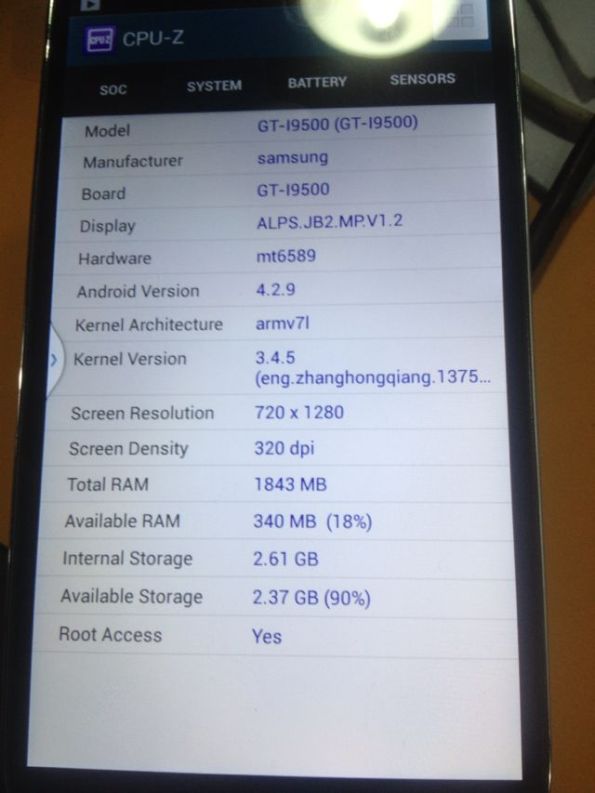 CPU-Z
SOC SYSTEM BATTERY SENSORS
Model GT-I9500 (GT-I9500)
Manufacturer samsung
Board GT-I9500
Display ALPS.JB2.MP.V1.2
Hardware mt6589
Android Version 4.2.9
Kernel Architecture armv7l
Kernel Version 3.4.5
(eng.zhanghongqiang.1375...
Screen Resolution 720 x 1280
Screen Density 320 dpi
Total RAM 1843 MB
Available RAM 340 MB (18%)
Internal Storage 2.61 GB
Available Storage 2.37 GB (90%)
Root Access Yes